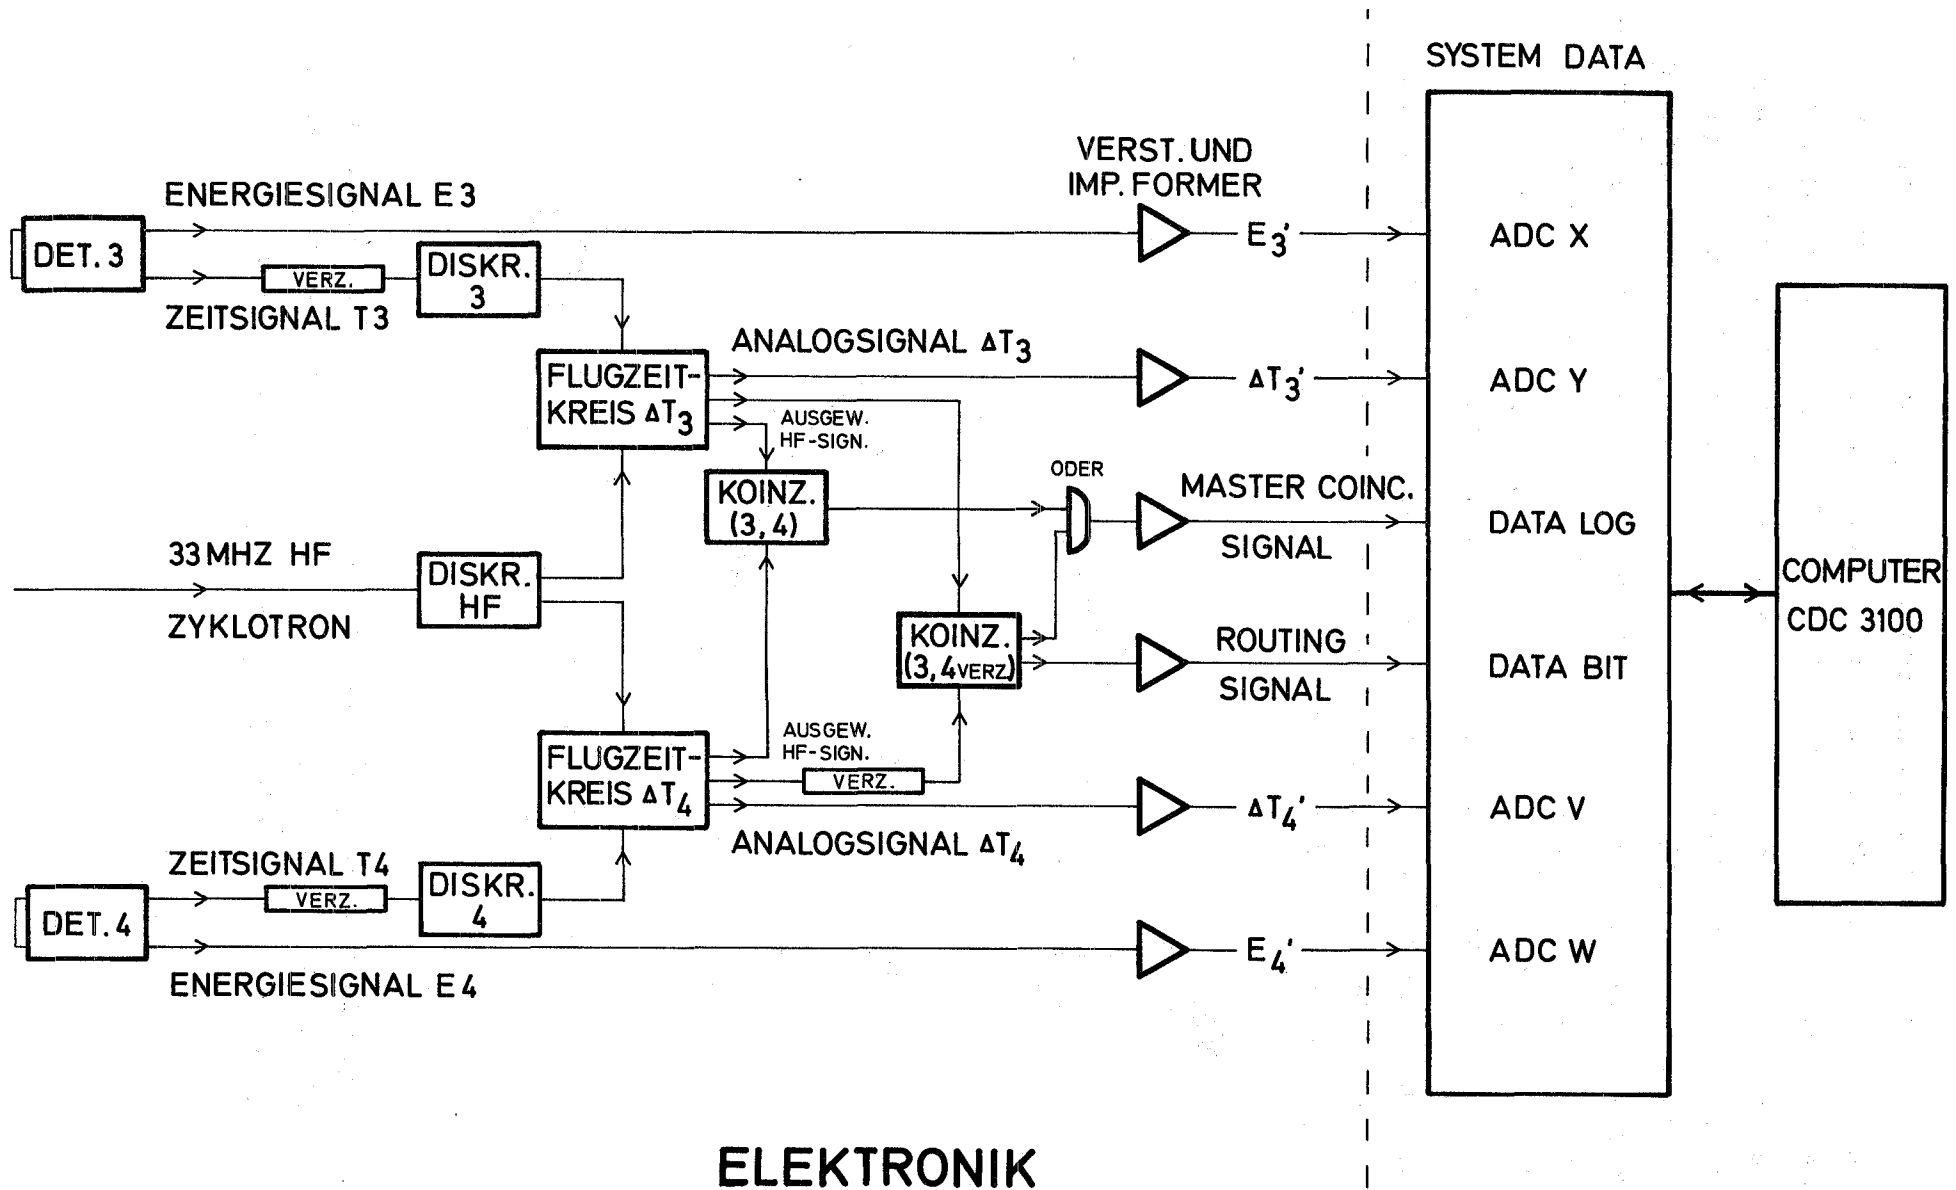 SYSTEM DATA
VERST. UND
IMP. FORMER
ENERGIESIGNAL E3
DET. 3
VERZ.
DISKR.
3
ZEITSIGNAL T3
E3'
ADC X
ANALOGSIGNAL ΔT3
FLUGZEIT-
KREIS ΔT3
ΔT3'
ADC Y
AUSGEW.
HF-SIGN.
ODER
KOINZ.
(3, 4)
MASTER COINC.
SIGNAL
DATA LOG
33 MHZ HF
ZYKLOTRON
DISKR.
HF
COMPUTER
CDC 3100
KOINZ.
(3, 4 VERZ.)
ROUTING
SIGNAL
DATA BIT
FLUGZEIT-
KREIS ΔT4
AUSGEW.
HF-SIGN.
VERZ.
ΔT4'
ADC V
ANALOGSIGNAL ΔT4
ZEITSIGNAL T4
VERZ.
DISKR.
4
DET. 4
E4'
ADC W
ENERGIESIGNAL E4
ELEKTRONIK